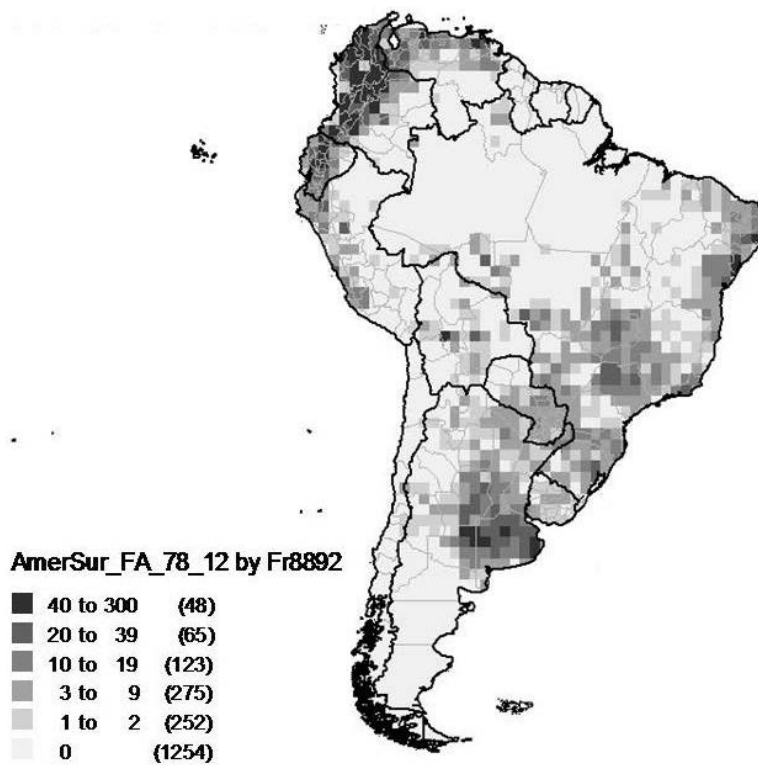 AmerSur_FA_78_12 by Fr8892
40 to 300 (48)
20 to 39 (65)
10 to 19 (123)
3 to 9 (275)
1 to 2 (252)
0 (1254)